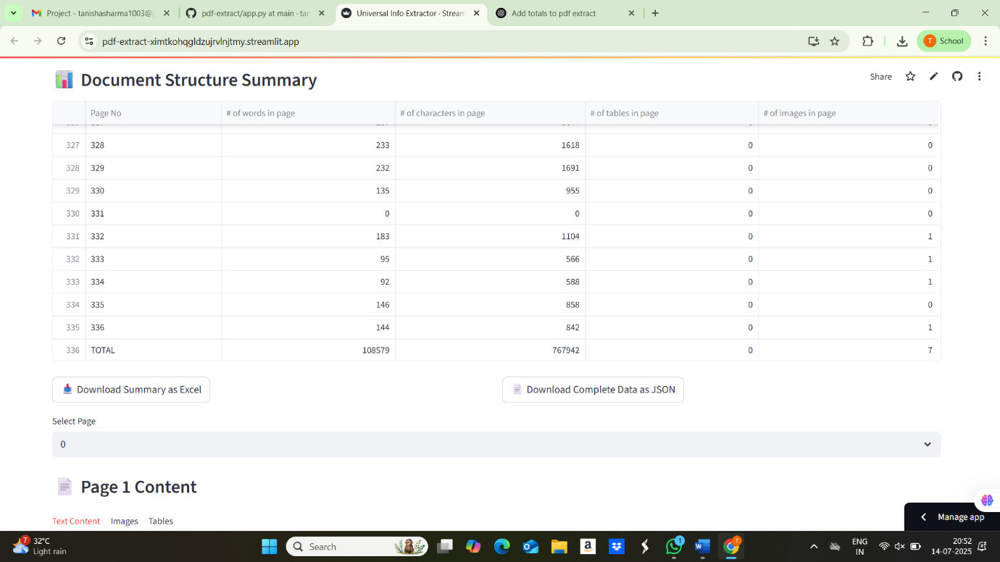 Project - tanishasharma1003@g
pdf-extract/app.py at main · tan
Universal Info Extractor · Stream
Add totals to pdf extract
pdf-extract-ximtkohqgldzujrvlnjtmy.streamlit.app
T School
Document Structure Summary
Share
Page No # of words in page # of characters in page # of tables in page # of images in page
327 328 233 1618 0 0
328 329 232 1691 0 0
329 330 135 955 0 0
330 331 0 0 0 0
331 332 183 1104 0 1
332 333 95 566 0 1
333 334 92 588 0 1
334 335 146 858 0 0
335 336 144 842 0 1
336 TOTAL 108579 767942 0 7
Download Summary as Excel
Download Complete Data as JSON
Select Page
0
Page 1 Content
Text Content Images Tables
Manage app
7 32°C
Light rain
Search
a
1
W
T
ENG
IN
20:52
14-07-2025